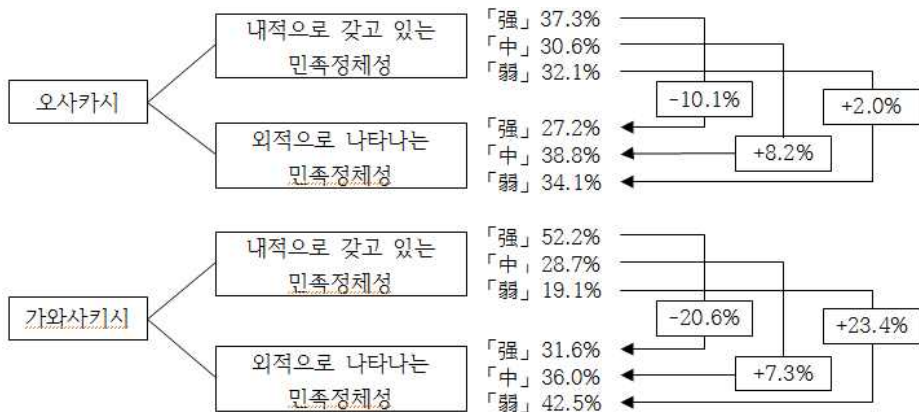 오사카시
내적으로 갖고 있는
민족정체성
「强」37.3%
「中」30.6%
「弱」32.1%
-10.1%
+2.0%
+8.2%
외적으로 나타나는
민족정체성
「强」27.2%
「中」38.8%
「弱」34.1%
가와사키시
내적으로 갖고 있는
민족정체성
「强」52.2%
「中」28.7%
「弱」19.1%
-20.6%
+23.4%
+7.3%
외적으로 나타나는
민족정체성
「强」31.6%
「中」36.0%
「弱」42.5%